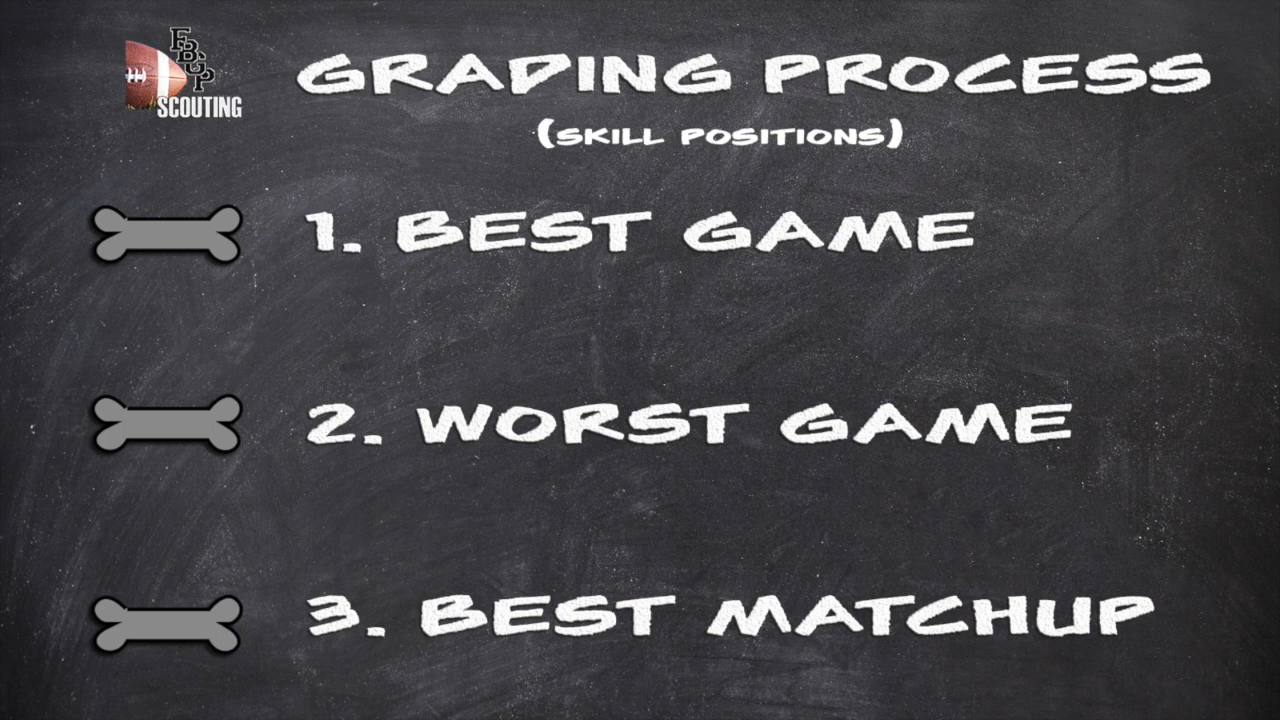 FBGP
SCOUTING
GRADING PROCESS
(SKILL POSITIONS)
1. BEST GAME
2. WORST GAME
3. BEST MATCHUP